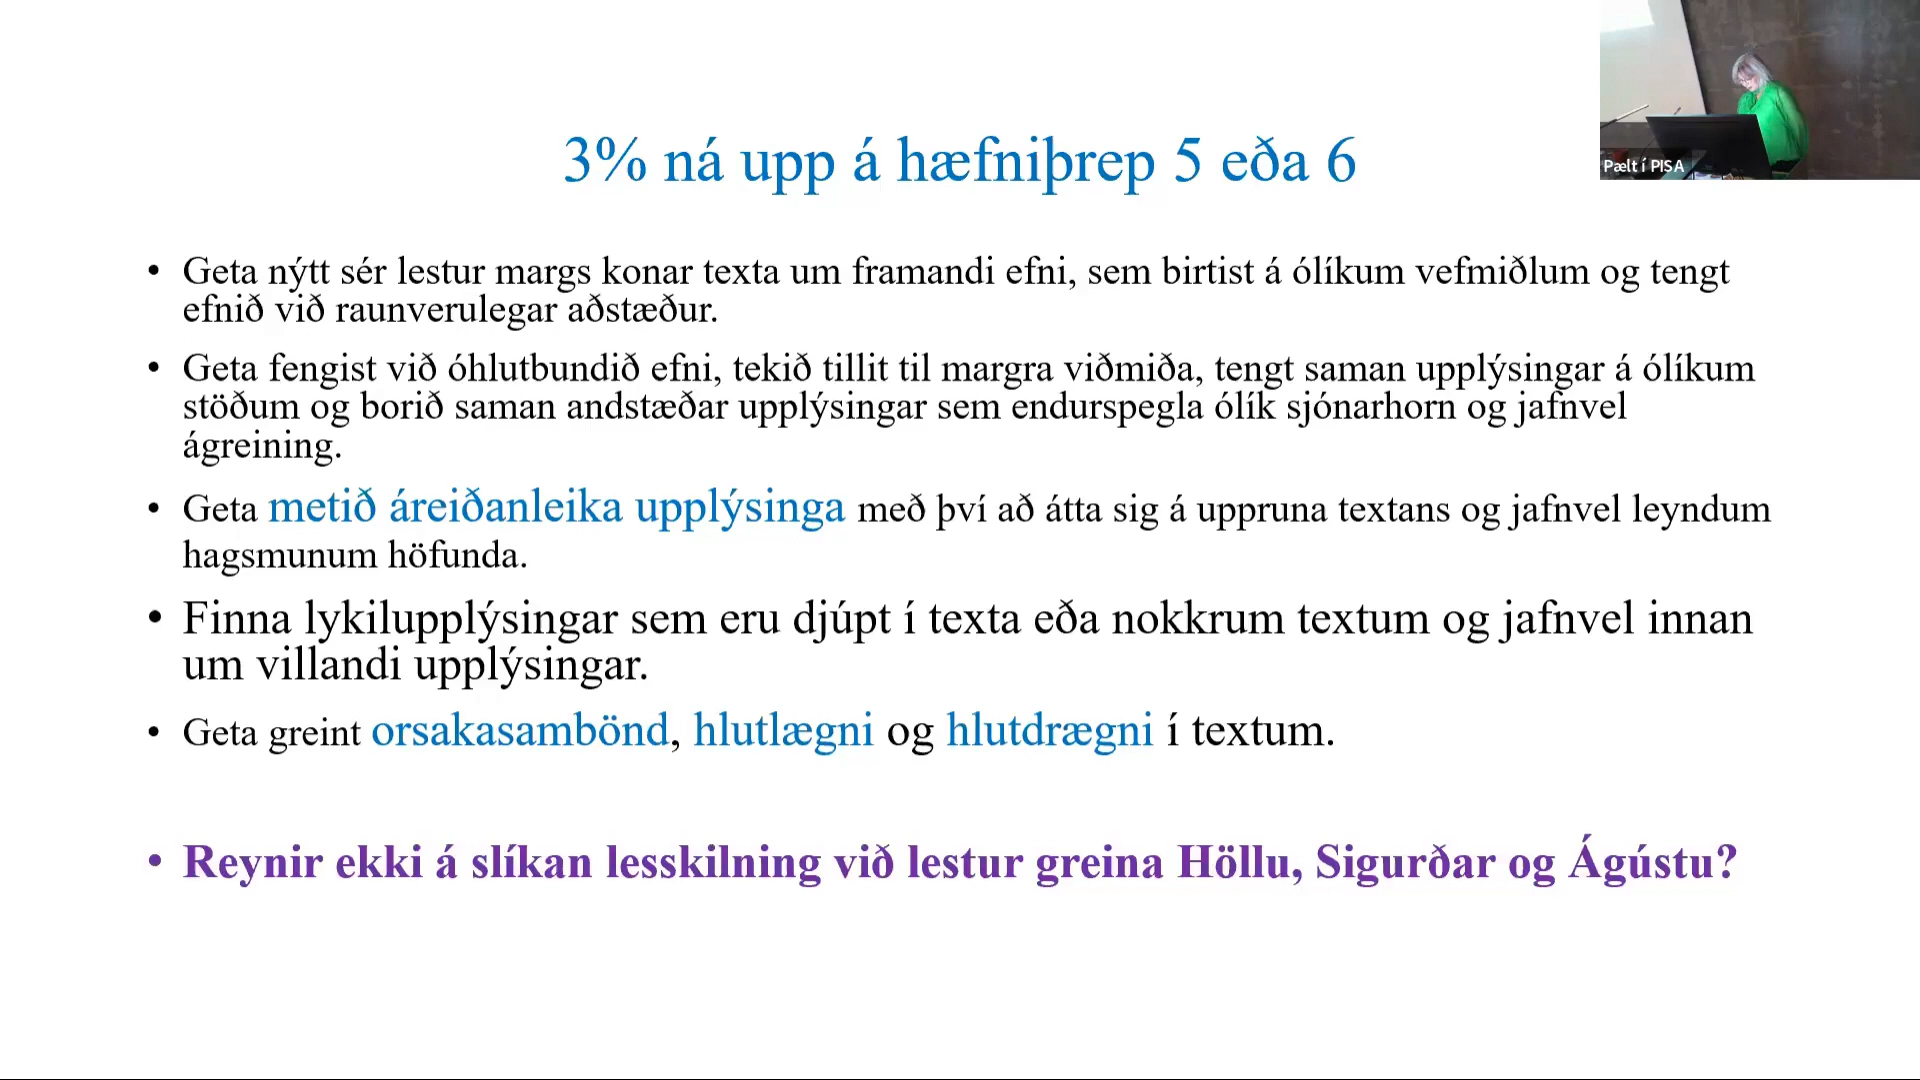 3% ná upp á hæfniþrep 5 eða 6
Pælt í PISA
• Geta nýtt sér lestur margs konar texta um framandi efni, sem birtist á ólíkum vefmiðlum og tengt
efnið við raunverulegar aðstæður.
• Geta fengist við óhlutbundið efni, tekið tillit til margra viðmiða, tengt saman upplýsingar á ólíkum
stöðum og borið saman andstæðar upplýsingar sem endurspegla ólík sjónarhorn og jafnvel
ágreining.
• Geta metið áreiðanleika upplýsinga með því að átta sig á uppruna textans og jafnvel leyndum
hagsmunum höfunda.
• Finna lykilupplýsingar sem eru djúpt í texta eða nokkrum textum og jafnvel innan
um villandi upplýsingar.
• Geta greint orsakasambönd, hlutlægni og hlutdrægni í textum.
• Reynir ekki á slíkan lesskilning við lestur greina Höllu, Sigurðar og Ágústu?